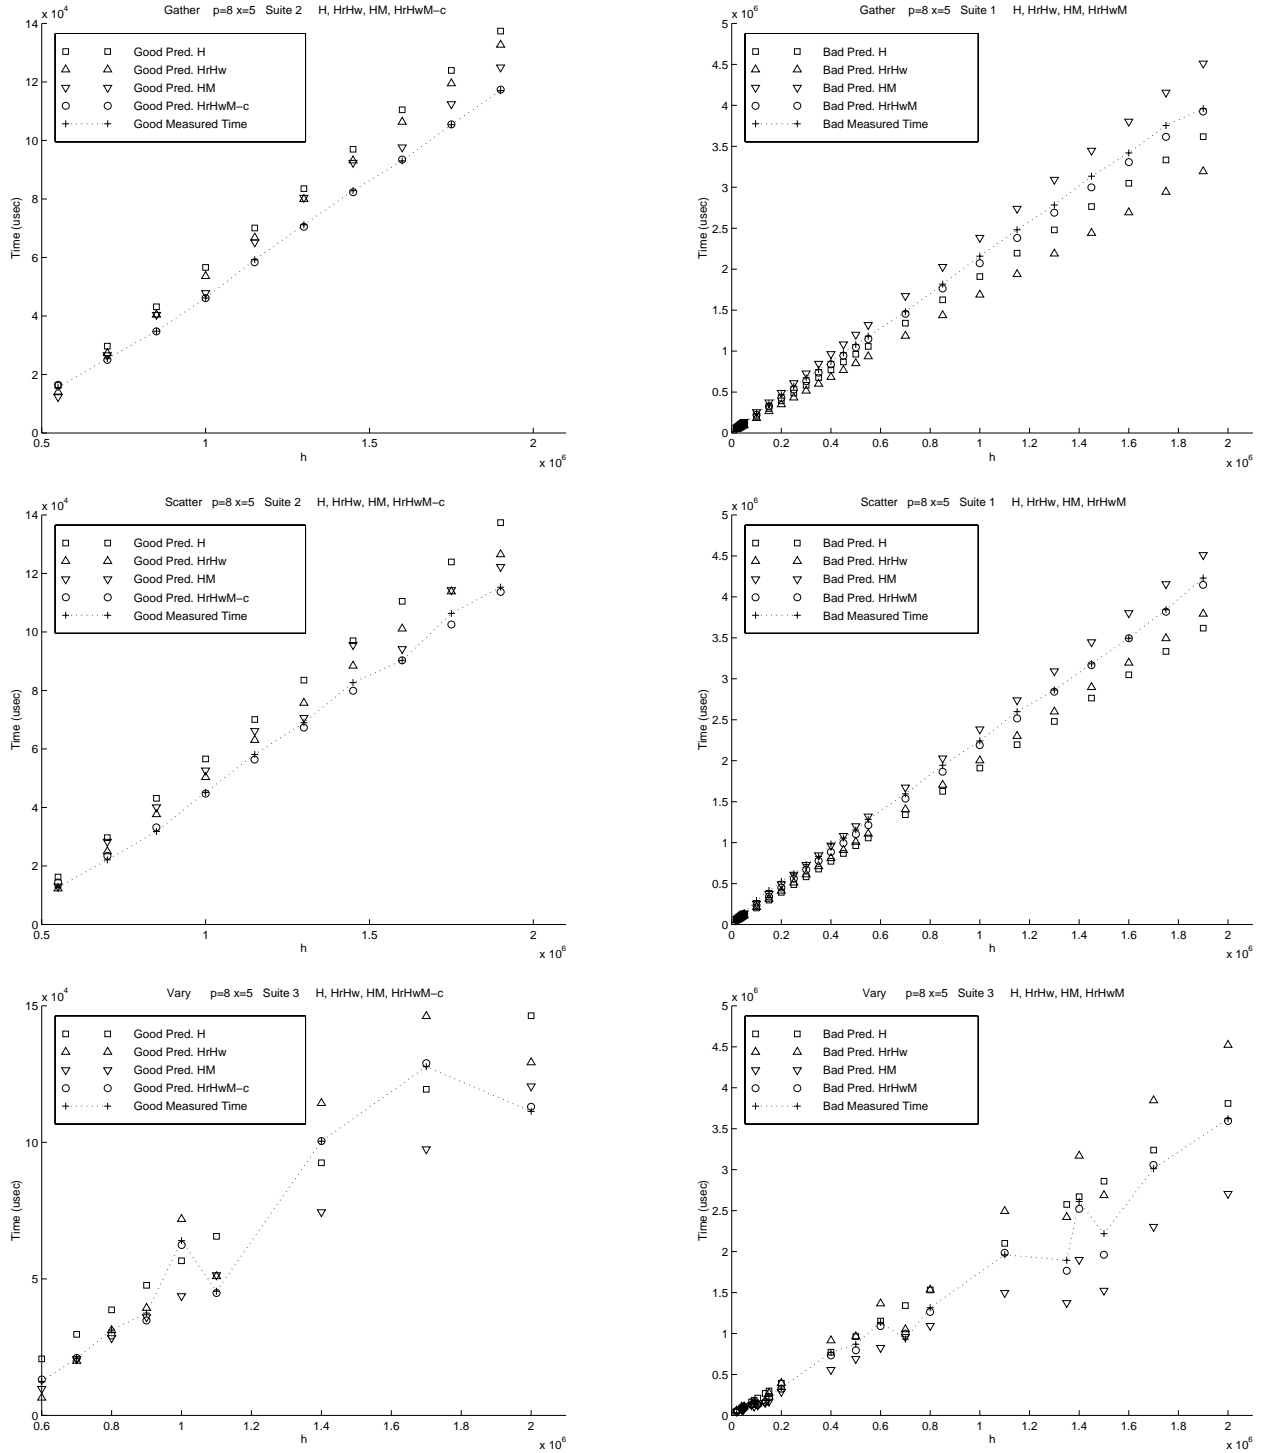 Gather p=8 x=5 Suite 2 H, HrHw, HM, HrHwM-c
x 10^4
14
12
10
8
6
4
2
0
Time (usec)
Good Pred. H
Good Pred. HrHw
Good Pred. HM
Good Pred. HrHwM-c
Good Measured Time
0.5 1 1.5 2
h
x 10^6
Gather p=8 x=5 Suite 1 H, HrHw, HM, HrHwM
x 10^6
5
4.5
4
3.5
3
2.5
2
1.5
1
0.5
0
Time (usec)
Bad Pred. H
Bad Pred. HrHw
Bad Pred. HM
Bad Pred. HrHwM
Bad Measured Time
0 0.2 0.4 0.6 0.8 1 1.2 1.4 1.6 1.8 2
h
x 10^6
Scatter p=8 x=5 Suite 2 H, HrHw, HM, HrHwM-c
x 10^4
14
12
10
8
6
4
2
0
Time (usec)
Good Pred. H
Good Pred. HrHw
Good Pred. HM
Good Pred. HrHwM-c
Good Measured Time
0.5 1 1.5 2
h
x 10^6
Scatter p=8 x=5 Suite 1 H, HrHw, HM, HrHwM
x 10^6
5
4.5
4
3.5
3
2.5
2
1.5
1
0.5
0
Time (usec)
Bad Pred. H
Bad Pred. HrHw
Bad Pred. HM
Bad Pred. HrHwM
Bad Measured Time
0 0.2 0.4 0.6 0.8 1 1.2 1.4 1.6 1.8 2
h
x 10^6
Vary p=8 x=5 Suite 3 H, HrHw, HM, HrHwM-c
x 10^4
15
10
5
0
Time (usec)
Good Pred. H
Good Pred. HrHw
Good Pred. HM
Good Pred. HrHwM-c
Good Measured Time
0.6 0.8 1 1.2 1.4 1.6 1.8 2
h
x 10^6
Vary p=8 x=5 Suite 3 H, HrHw, HM, HrHwM
x 10^6
5
4.5
4
3.5
3
2.5
2
1.5
1
0.5
0
Time (usec)
Bad Pred. H
Bad Pred. HrHw
Bad Pred. HM
Bad Pred. HrHwM
Bad Measured Time
0 0.2 0.4 0.6 0.8 1 1.2 1.4 1.6 1.8 2
h
x 10^6